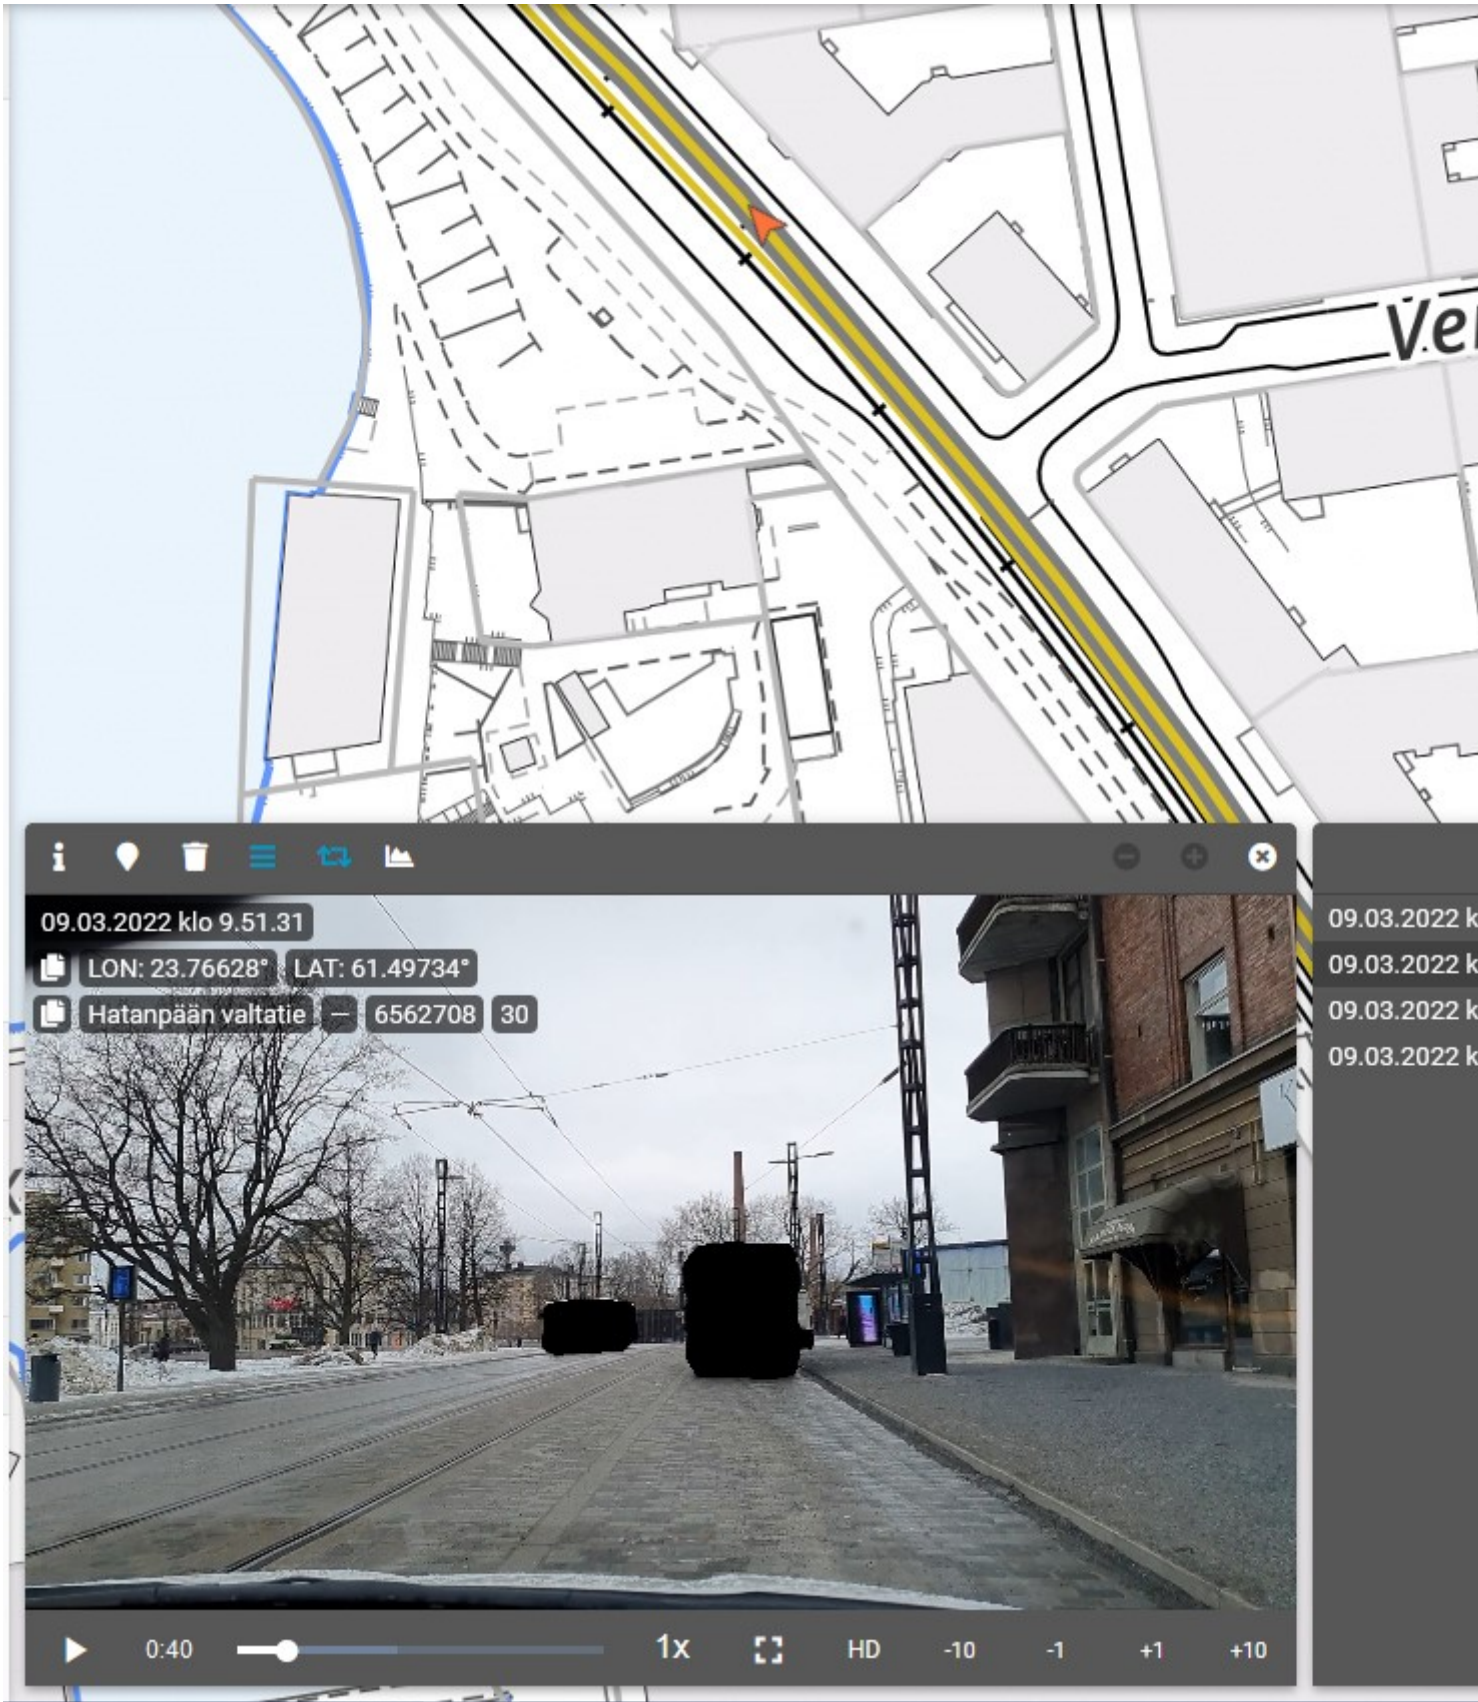 Ve
09.03.2022 klo 9.51.31
LON: 23.76628° LAT: 61.49734°
Hatanpään valtatie – 6562708 30
09.03.2022 k
09.03.2022 k
09.03.2022 k
09.03.2022 k
0:40 1x HD -10 -1 +1 +10